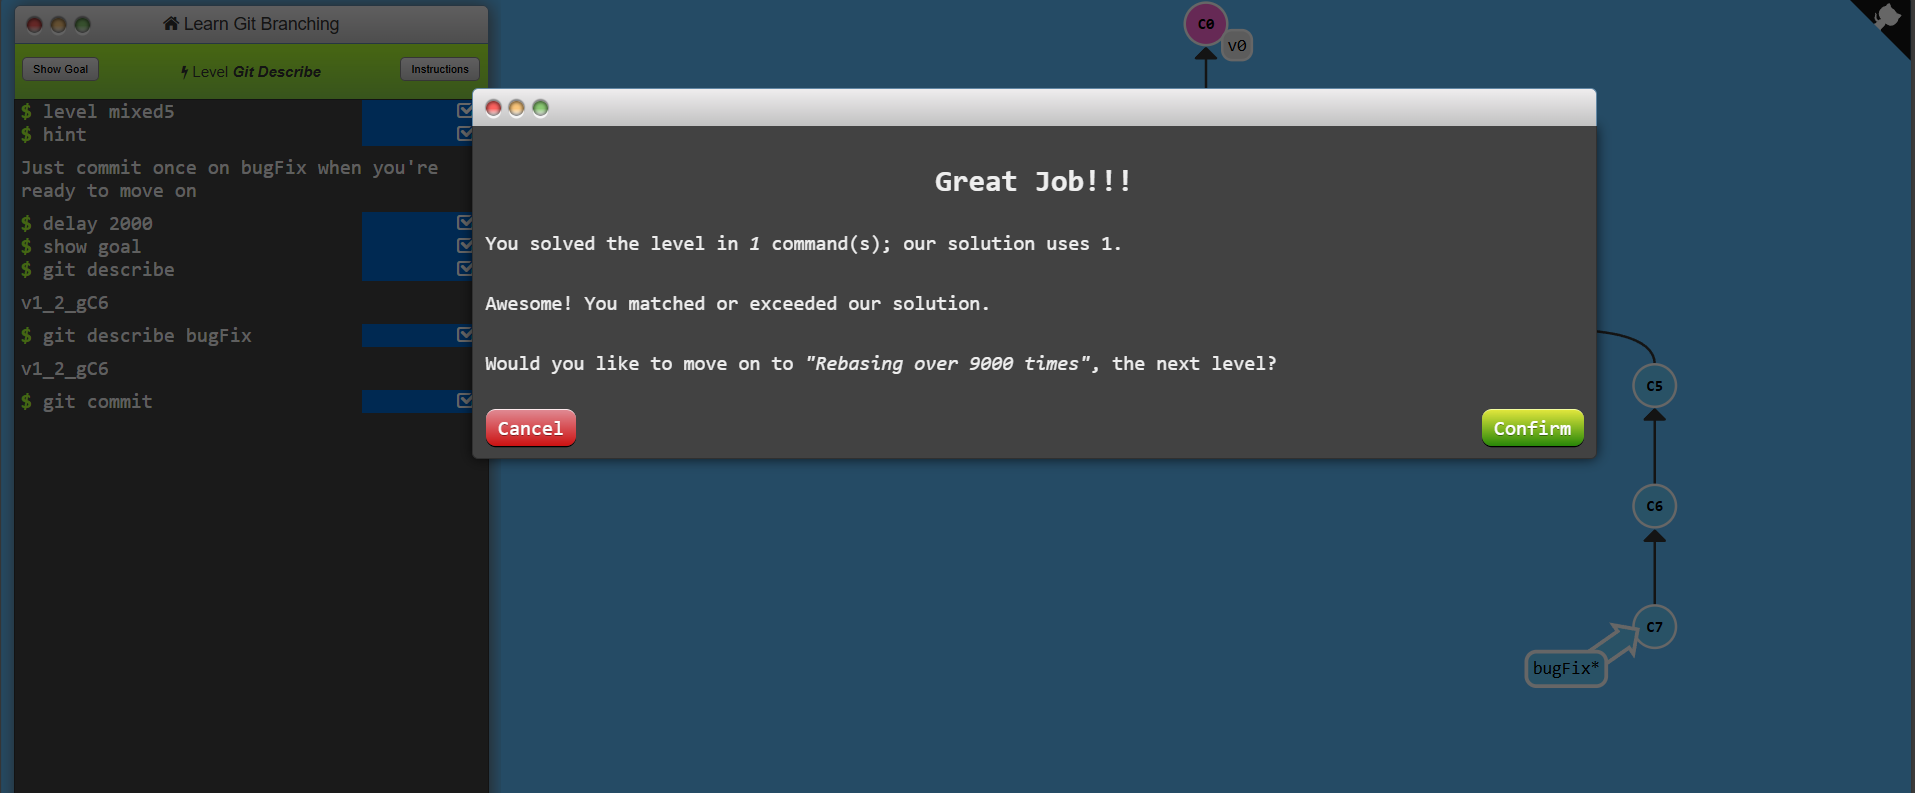 Learn Git Branching
Show Goal
Level Git Describe
Instructions
$ level mixed5
$ hint
Just commit once on bugFix when you're
ready to move on
$ delay 2000
$ show goal
$ git describe
v1_2_gC6
$ git describe bugFix
v1_2_gC6
$ git commit
C0
v0
Great Job!!!
You solved the level in 1 command(s); our solution uses 1.
Awesome! You matched or exceeded our solution.
Would you like to move on to "Rebasing over 9000 times", the next level?
Cancel
Confirm
C5
C6
C7
bugFix*